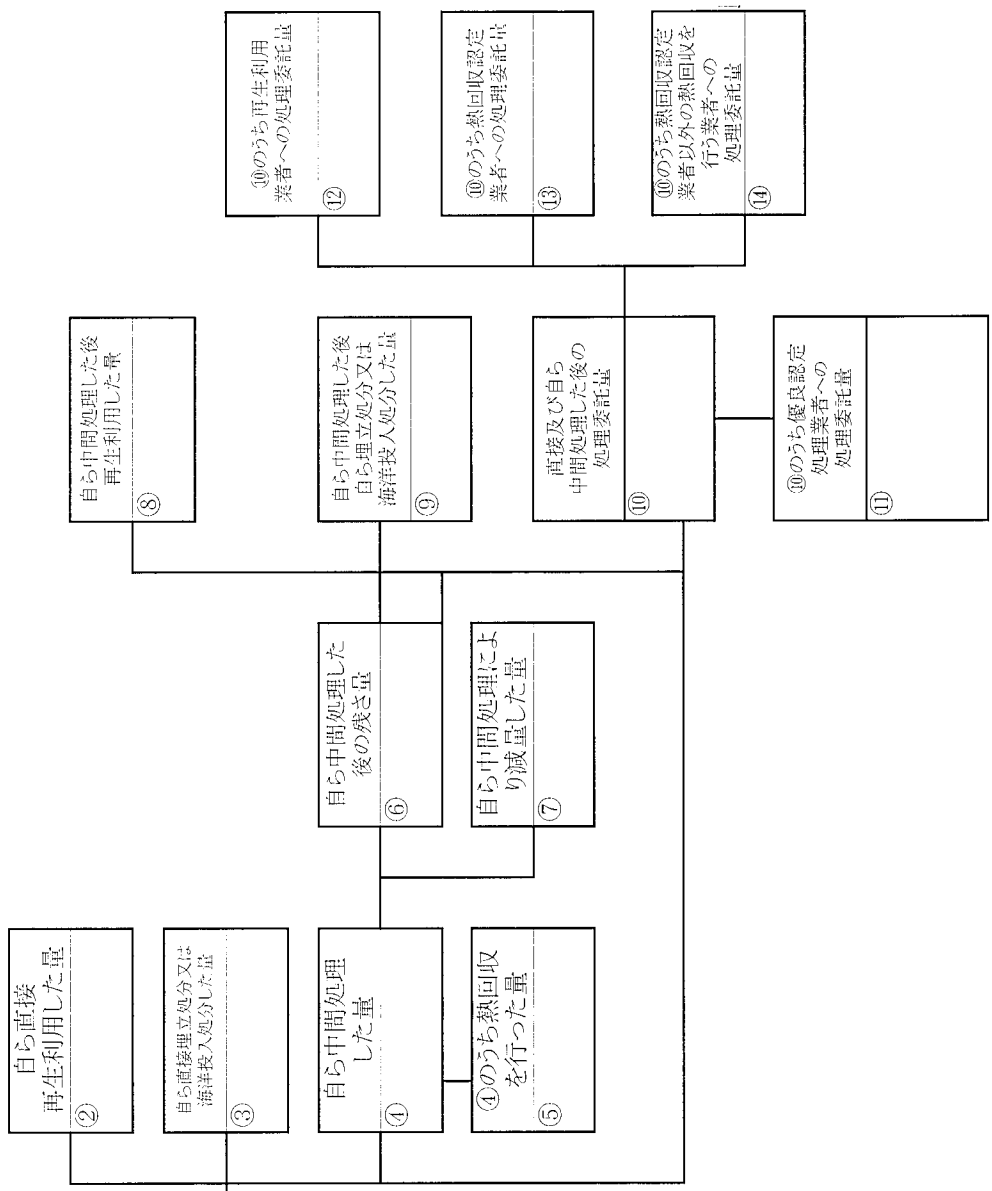 自ら直接
再生利用した量
②
自ら直接埋立処分又は
海洋投入処分した量
③
自ら中間処理
した量
④
④のうち熱回収
を行った量
⑤
自ら中間処理した
後の残さ量
⑥
自ら中間処理によ
り減量した量
⑦
自ら中間処理した後
再生利用した量
⑧
自ら中間処理した後
自ら埋立処分又は
海洋投入処分した量
⑨
直接及び自ら
中間処理した後の
処理委託量
⑩
⑩のうち優良認定
処理業者への
処理委託量
⑪
⑩のうち再生利用
業者への処理委託量
⑫
⑩のうち熱回収認定
業者への処理委託量
⑬
⑩のうち熱回収認定
業者以外の熱回収を
行う業者への
処理委託量
⑭